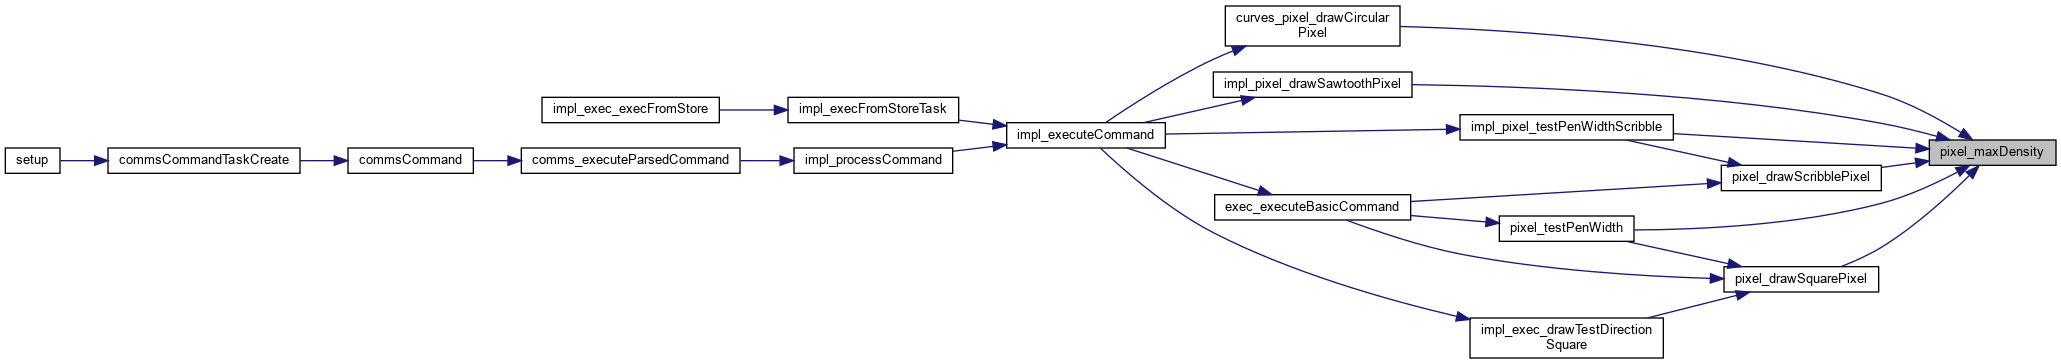 curves_pixel_drawCircular
Pixel
impl_pixel_drawSawtoothPixel
impl_exec_execFromStore
impl_execFromStoreTask
impl_executeCommand
impl_pixel_testPenWidthScribble
pixel_maxDensity
setup
commsCommandTaskCreate
commsCommand
comms_executeParsedCommand
impl_processCommand
pixel_drawScribblePixel
exec_executeBasicCommand
pixel_testPenWidth
pixel_drawSquarePixel
impl_exec_drawTestDirection
Square